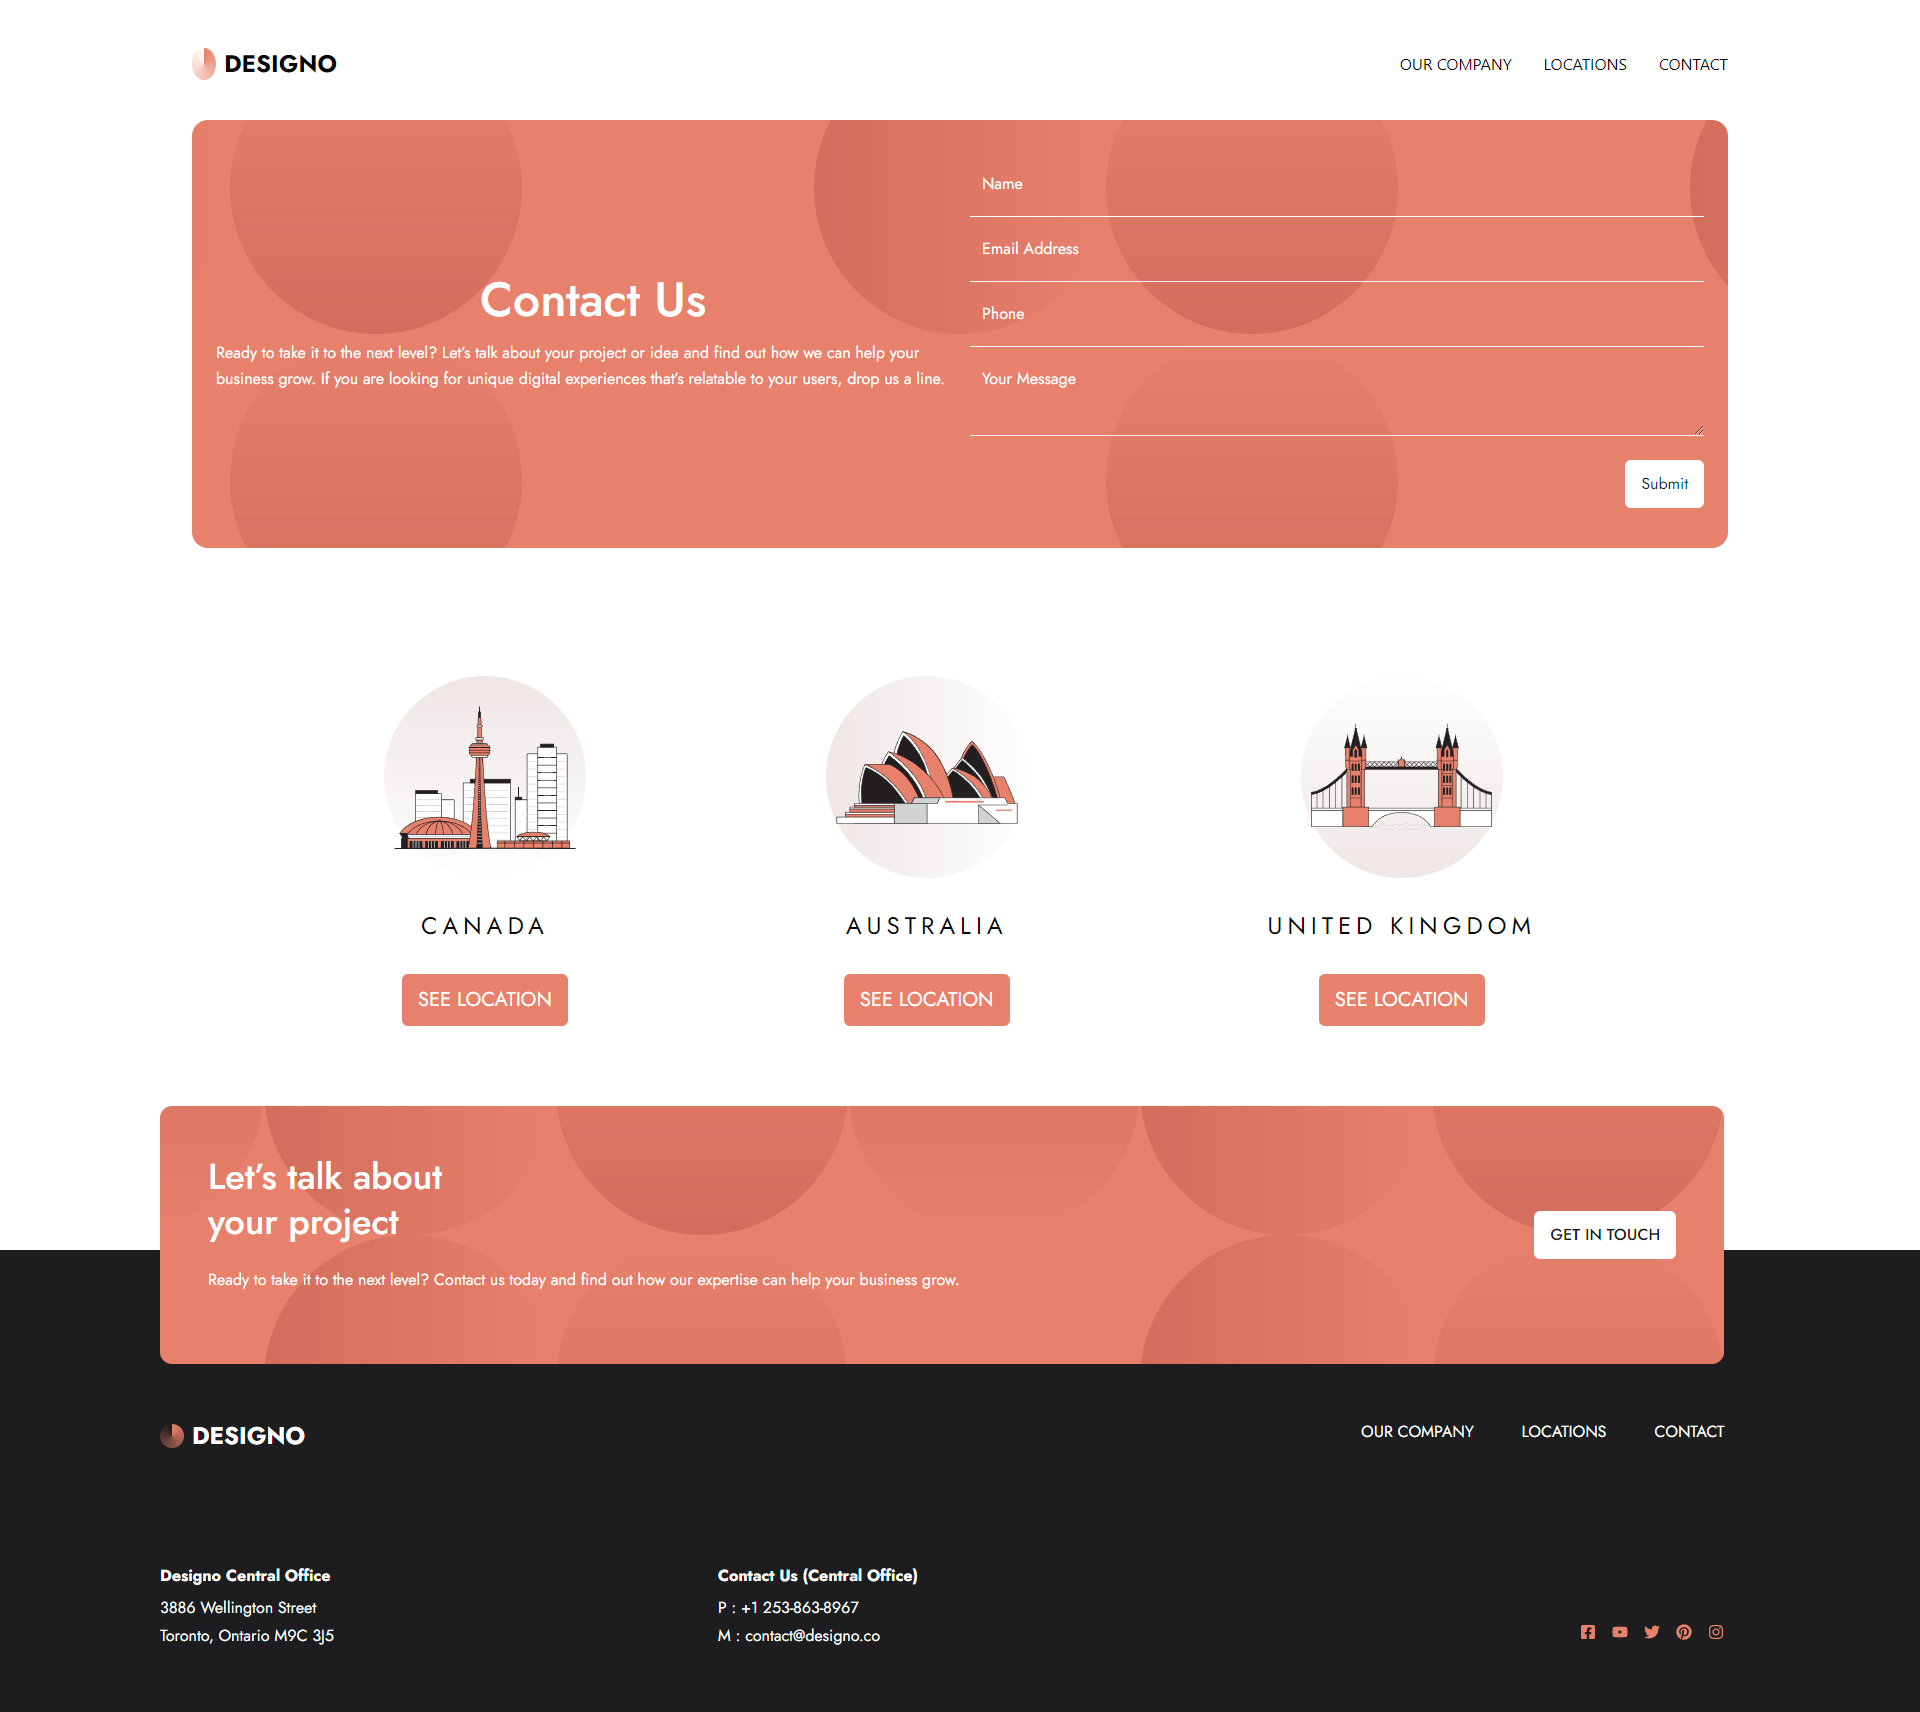 DESIGNO
OUR COMPANY
LOCATIONS
CONTACT
Contact Us
Ready to take it to the next level? Let’s talk about your project or idea and find out how we can help your
business grow. If you are looking for unique digital experiences that’s relatable to your users, drop us a line.
Name
Email Address
Phone
Your Message
Submit
CANADA
SEE LOCATION
AUSTRALIA
SEE LOCATION
UNITED KINGDOM
SEE LOCATION
Let’s talk about
your project
Ready to take it to the next level? Contact us today and find out how our expertise can help your business grow.
GET IN TOUCH
DESIGNO
OUR COMPANY
LOCATIONS
CONTACT
Designo Central Office
3886 Wellington Street
Toronto, Ontario M9C 3J5
Contact Us (Central Office)
P : +1 253-863-8967
M : contact@designo.co